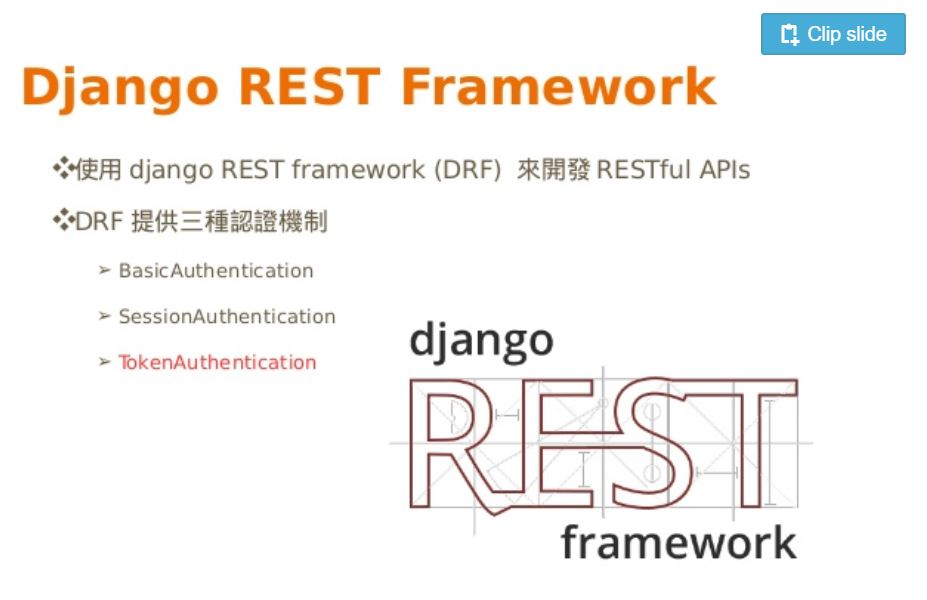 Clip slide
Django REST Framework
❖使用 django REST framework (DRF) 來開發 RESTful APIs
❖DRF 提供三種認證機制
➢ BasicAuthentication
➢ SessionAuthentication
➢ TokenAuthentication
django
REST
framework